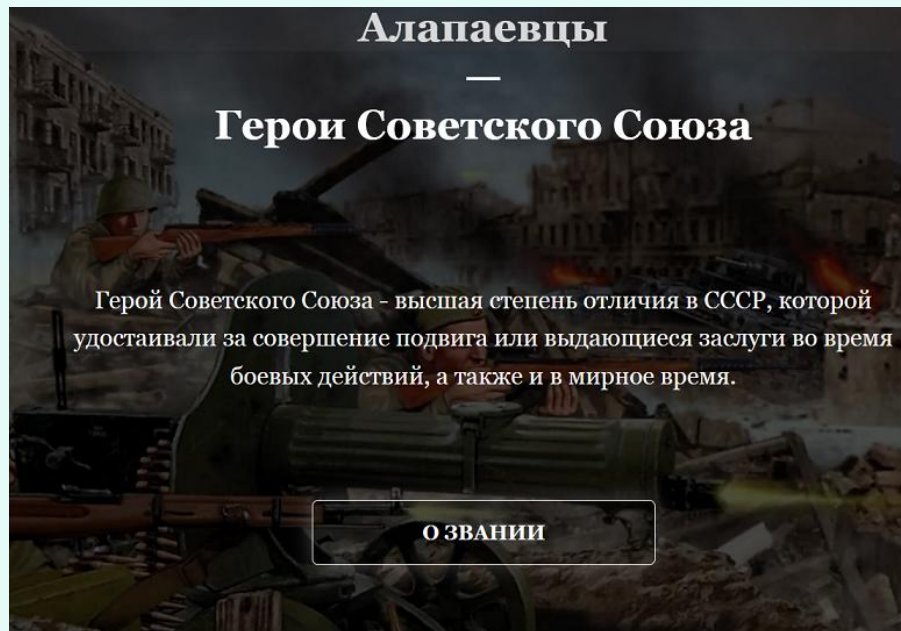 Алапаевцы
—
Герои Советского Союза
Герой Советского Союза - высшая степень отличия в СССР, которой
удостаивали за совершение подвига или выдающиеся заслуги во время
боевых действий, а также и в мирное время.
О ЗВАНИИ